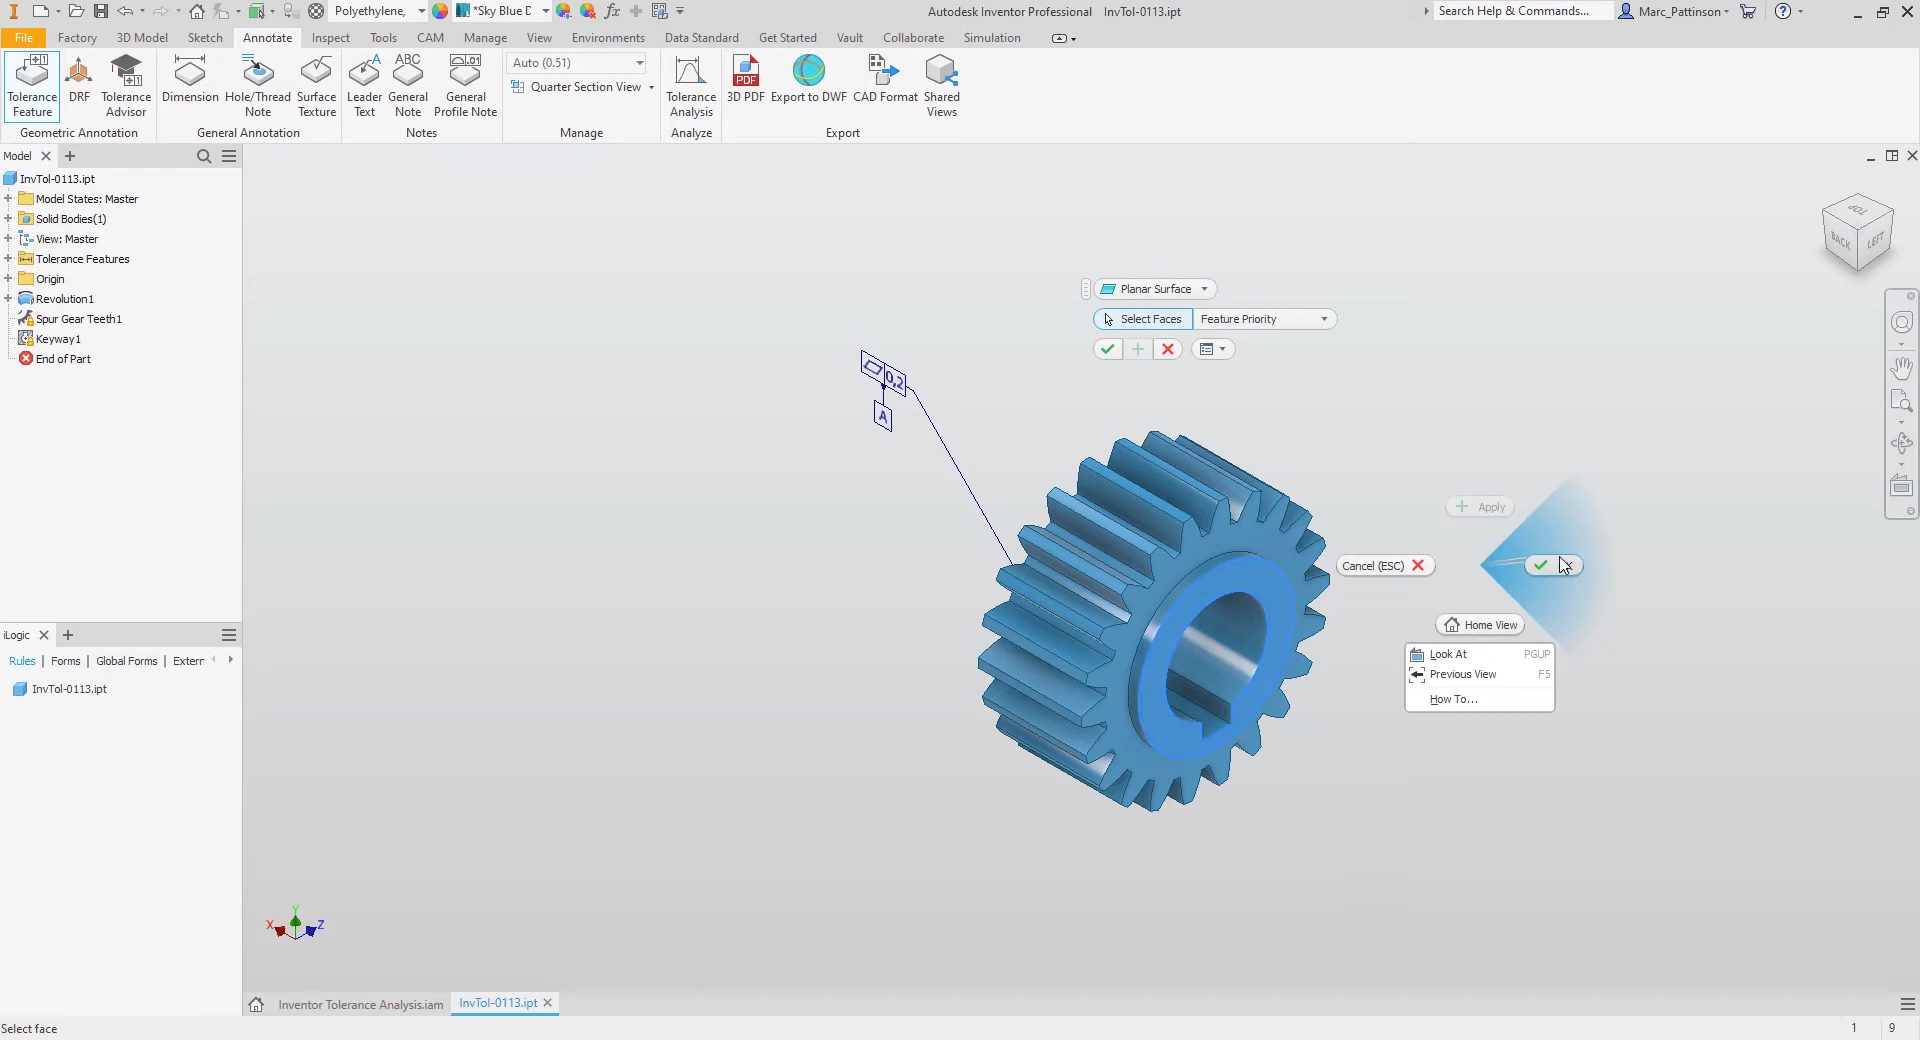 Polyethylene,
*Sky Blue D
Autodesk Inventor Professional InvTol-0113.ipt
Search Help & Commands...
Marc_Pattinson
File Factory 3D Model Sketch Annotate Inspect Tools CAM Manage View Environments Data Standard Get Started Vault Collaborate Simulation
Tolerance Feature
DRF
Tolerance Advisor
Dimension
Hole/Thread Note
Surface Texture
Leader Text
ABC
General Note
General Profile Note
Auto (0.51)
Quarter Section View
Tolerance Analysis
PDF
3D PDF
Export to DWF
CAD Format
Shared Views
Geometric Annotation
General Annotation
Notes
Manage
Analyze
Export
Model
InvTol-0113.ipt
Model States: Master
Solid Bodies(1)
View: Master
Tolerance Features
Origin
Revolution1
Spur Gear Teeth1
Keyway1
End of Part
iLogic
Rules | Forms | Global Forms | Extern
InvTol-0113.ipt
Planar Surface
Select Faces Feature Priority
0,2
A
TOP
BACK
LEFT
Apply
Cancel (ESC)
Home View
Look At PGUP
Previous View F5
How To...
X
Y
Z
Inventor Tolerance Analysis.iam
InvTol-0113.ipt
Select face
1 9